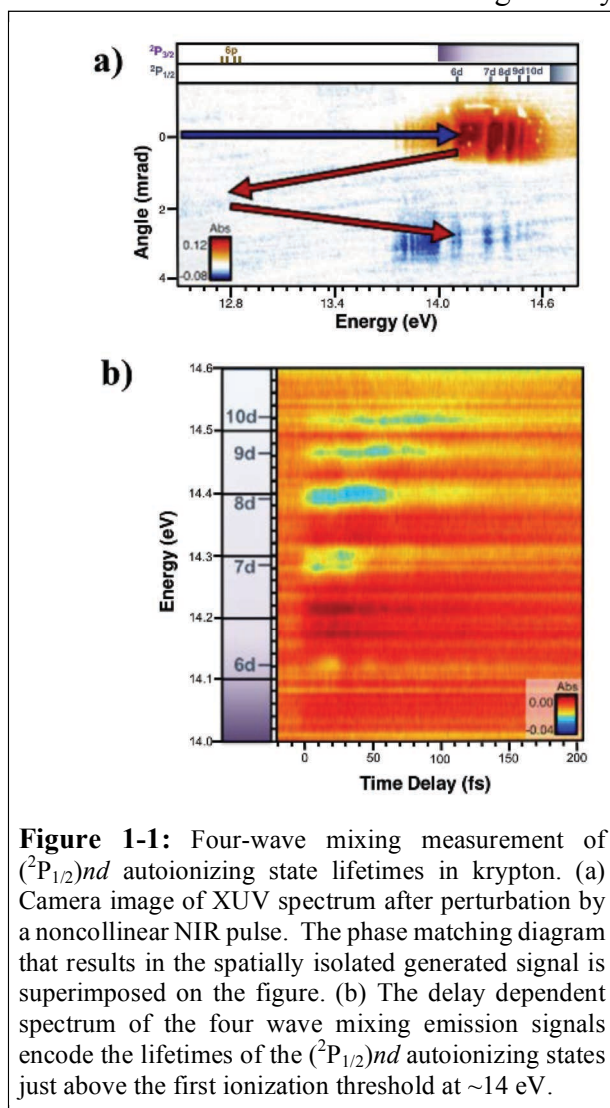 a)
²P₃/₂
6p
²P₁/₂
6d 7d 8d 9d 10d
Angle (mrad)
0
2
4
Abs
0.12
-0.08
12.8 13.4 14.0 14.6
Energy (eV)
b)
14.6
10d
14.5
9d
14.4
8d
14.3
7d
14.2
6d
14.1
14.0
Energy (eV)
Abs
0.00
-0.04
0 50 100 150 200
Time Delay (fs)
Figure 1-1: Four-wave mixing measurement of
(²P₁/₂)nd autoionizing state lifetimes in krypton. (a)
Camera image of XUV spectrum after perturbation by
a noncollinear NIR pulse. The phase matching diagram
that results in the spatially isolated generated signal is
superimposed on the figure. (b) The delay dependent
spectrum of the four wave mixing emission signals
encode the lifetimes of the (²P₁/₂)nd autoionizing states
just above the first ionization threshold at ~14 eV.